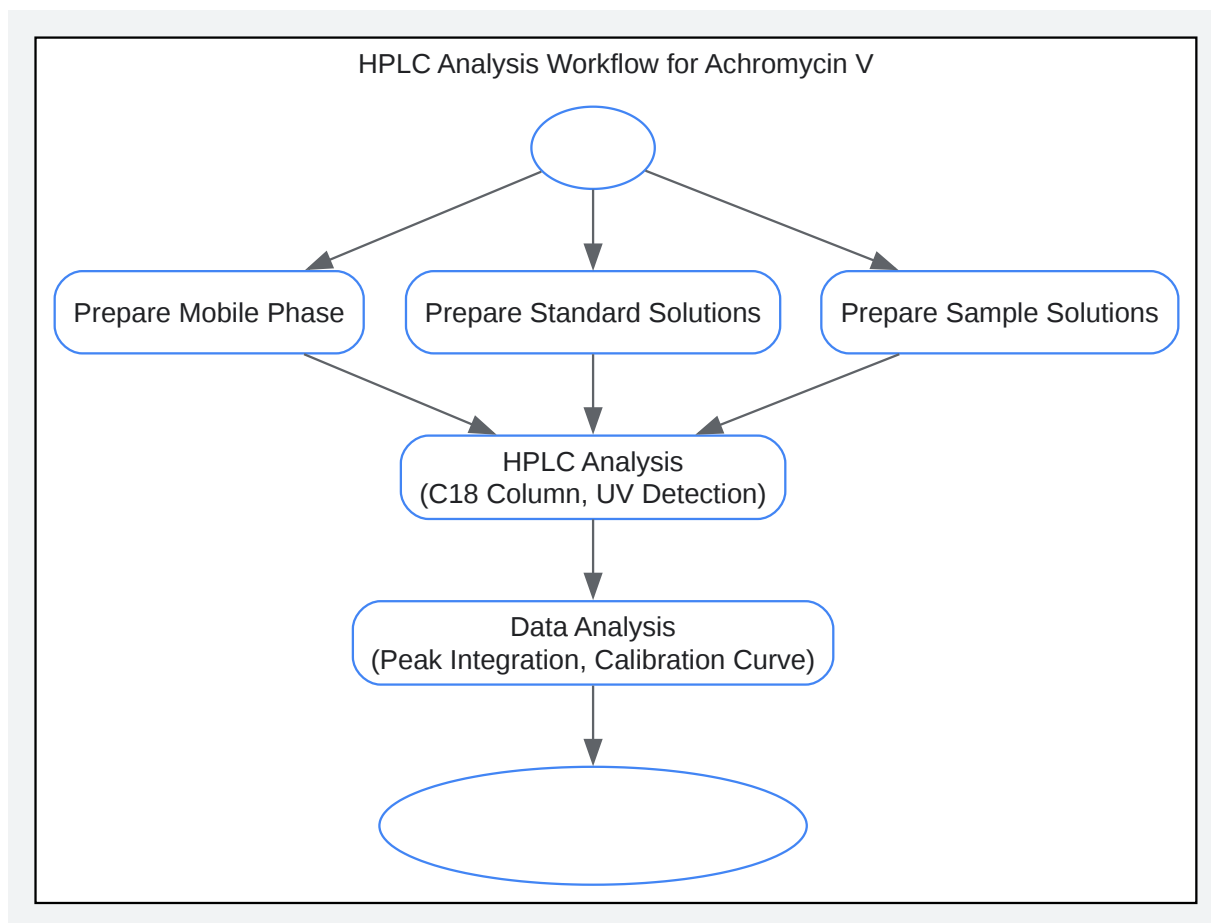 HPLC Analysis Workflow for Achromycin V
Prepare Mobile Phase
Prepare Standard Solutions
Prepare Sample Solutions
HPLC Analysis
(C18 Column, UV Detection)
Data Analysis
(Peak Integration, Calibration Curve)